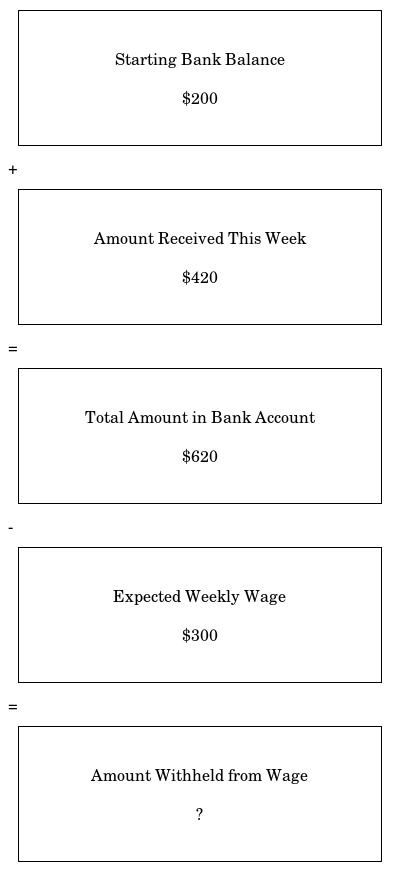 Starting Bank Balance
$200
+
Amount Received This Week
$420
=
Total Amount in Bank Account
$620
-
Expected Weekly Wage
$300
=
Amount Withheld from Wage
?